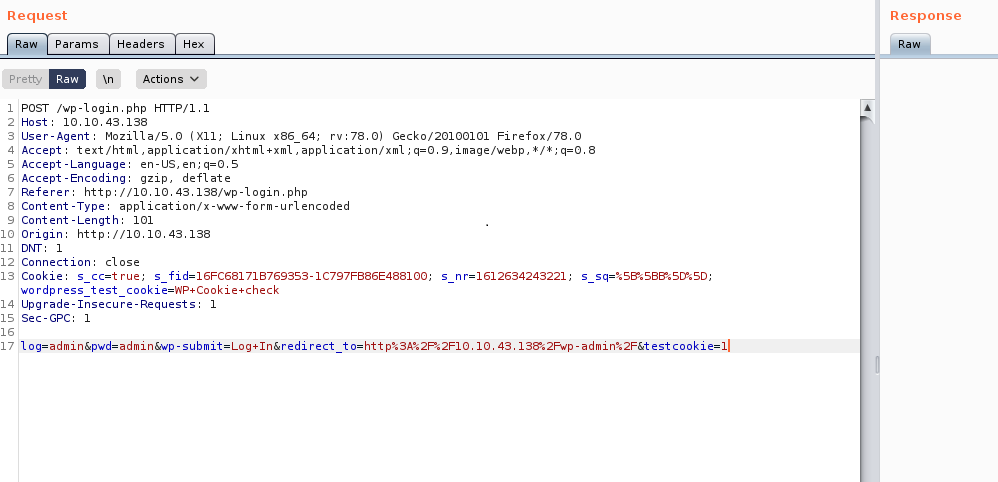 Request
Response
Raw Params Headers Hex
Raw
Pretty Raw \n Actions
1 POST /wp-login.php HTTP/1.1
2 Host: 10.10.43.138
3 User-Agent: Mozilla/5.0 (X11; Linux x86_64; rv:78.0) Gecko/20100101 Firefox/78.0
4 Accept: text/html,application/xhtml+xml,application/xml;q=0.9,image/webp,*/*;q=0.8
5 Accept-Language: en-US,en;q=0.5
6 Accept-Encoding: gzip, deflate
7 Referer: http://10.10.43.138/wp-login.php
8 Content-Type: application/x-www-form-urlencoded
9 Content-Length: 101
10 Origin: http://10.10.43.138
11 DNT: 1
12 Connection: close
13 Cookie: s_cc=true; s_fid=16FC68171B769353-1C797FB86E488100; s_nr=1612634243221; s_sq=%5B%5BB%5D%5D;
wordpress_test_cookie=WP+Cookie+check
14 Upgrade-Insecure-Requests: 1
15 Sec-GPC: 1
16
17 log=admin&pwd=admin&wp-submit=Log+In&redirect_to=http%3A%2F%2F10.10.43.138%2Fwp-admin%2F&testcookie=1